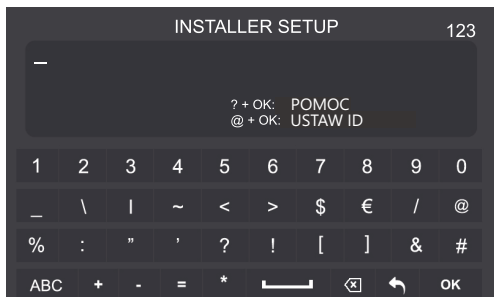 INSTALLER SETUP 123
_
? + OK: POMOC
@ + OK: USTAW ID
1 2 3 4 5 6 7 8 9 0
_ \ | ~ < > $ € / @
% : ” ’ ? ! [ ] & #
ABC + - = * OK